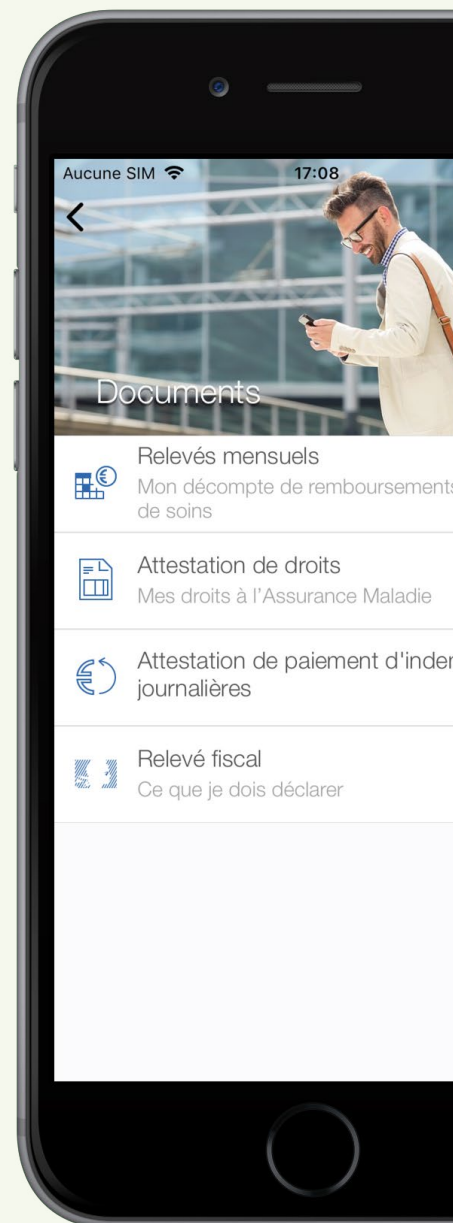 Aucune SIM
17:08
Documents
Relevés mensuels
Mon décompte de remboursements
de soins
Attestation de droits
Mes droits à l'Assurance Maladie
Attestation de paiement d'inde
journalières
Relevé fiscal
Ce que je dois déclarer